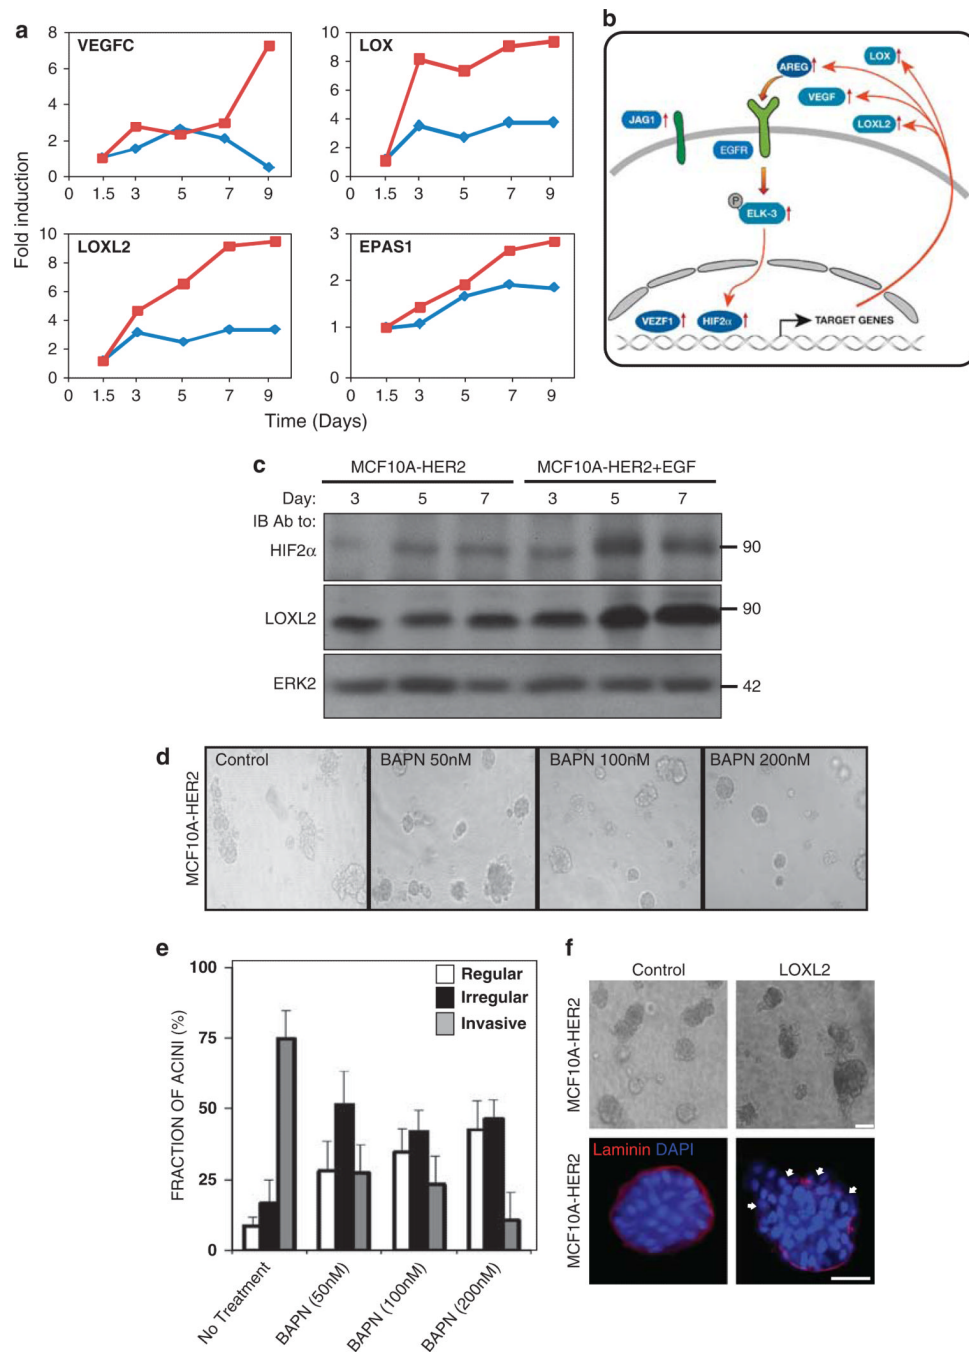 a
VEGFC
8
6
4
2
0
0 1.5 3 5 7 9
LOX
10
8
6
4
2
0
0 1.5 3 5 7 9
LOXL2
10
8
6
4
2
0
0 1.5 3 5 7 9
EPAS1
3
2
1
0
0 1.5 3 5 7 9
Fold induction
Time (Days)
b
LOX
AREG
VEGF
JAG1
LOXL2
EGFR
P
ELK-3
VEZF1 HIF2α TARGET GENES
c
MCF10A-HER2 MCF10A-HER2+EGF
Day: 3 5 7 3 5 7
IB Ab to:
HIF2α 90
LOXL2 90
ERK2 42
d
MCF10A-HER2
Control BAPN 50nM BAPN 100nM BAPN 200nM
e
FRACTION OF ACINI (%)
100
75
50
25
0
Regular
Irregular
Invasive
No Treatment
BAPN (50nM)
BAPN (100nM)
BAPN (200nM)
f
Control LOXL2
MCF10A-HER2
MCF10A-HER2
Laminin DAPI